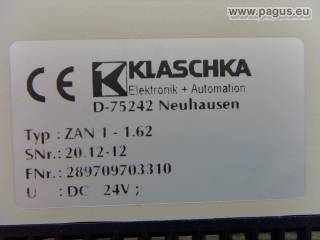 © www.pagus.eu
CE KLASCHKA
Elektronik + Automation
D-75242 Neuhausen
Typ : ZAN 1 - 1.62
SNr.: 20.12-12
FNr.: 289709703310
U : DC 24V ;